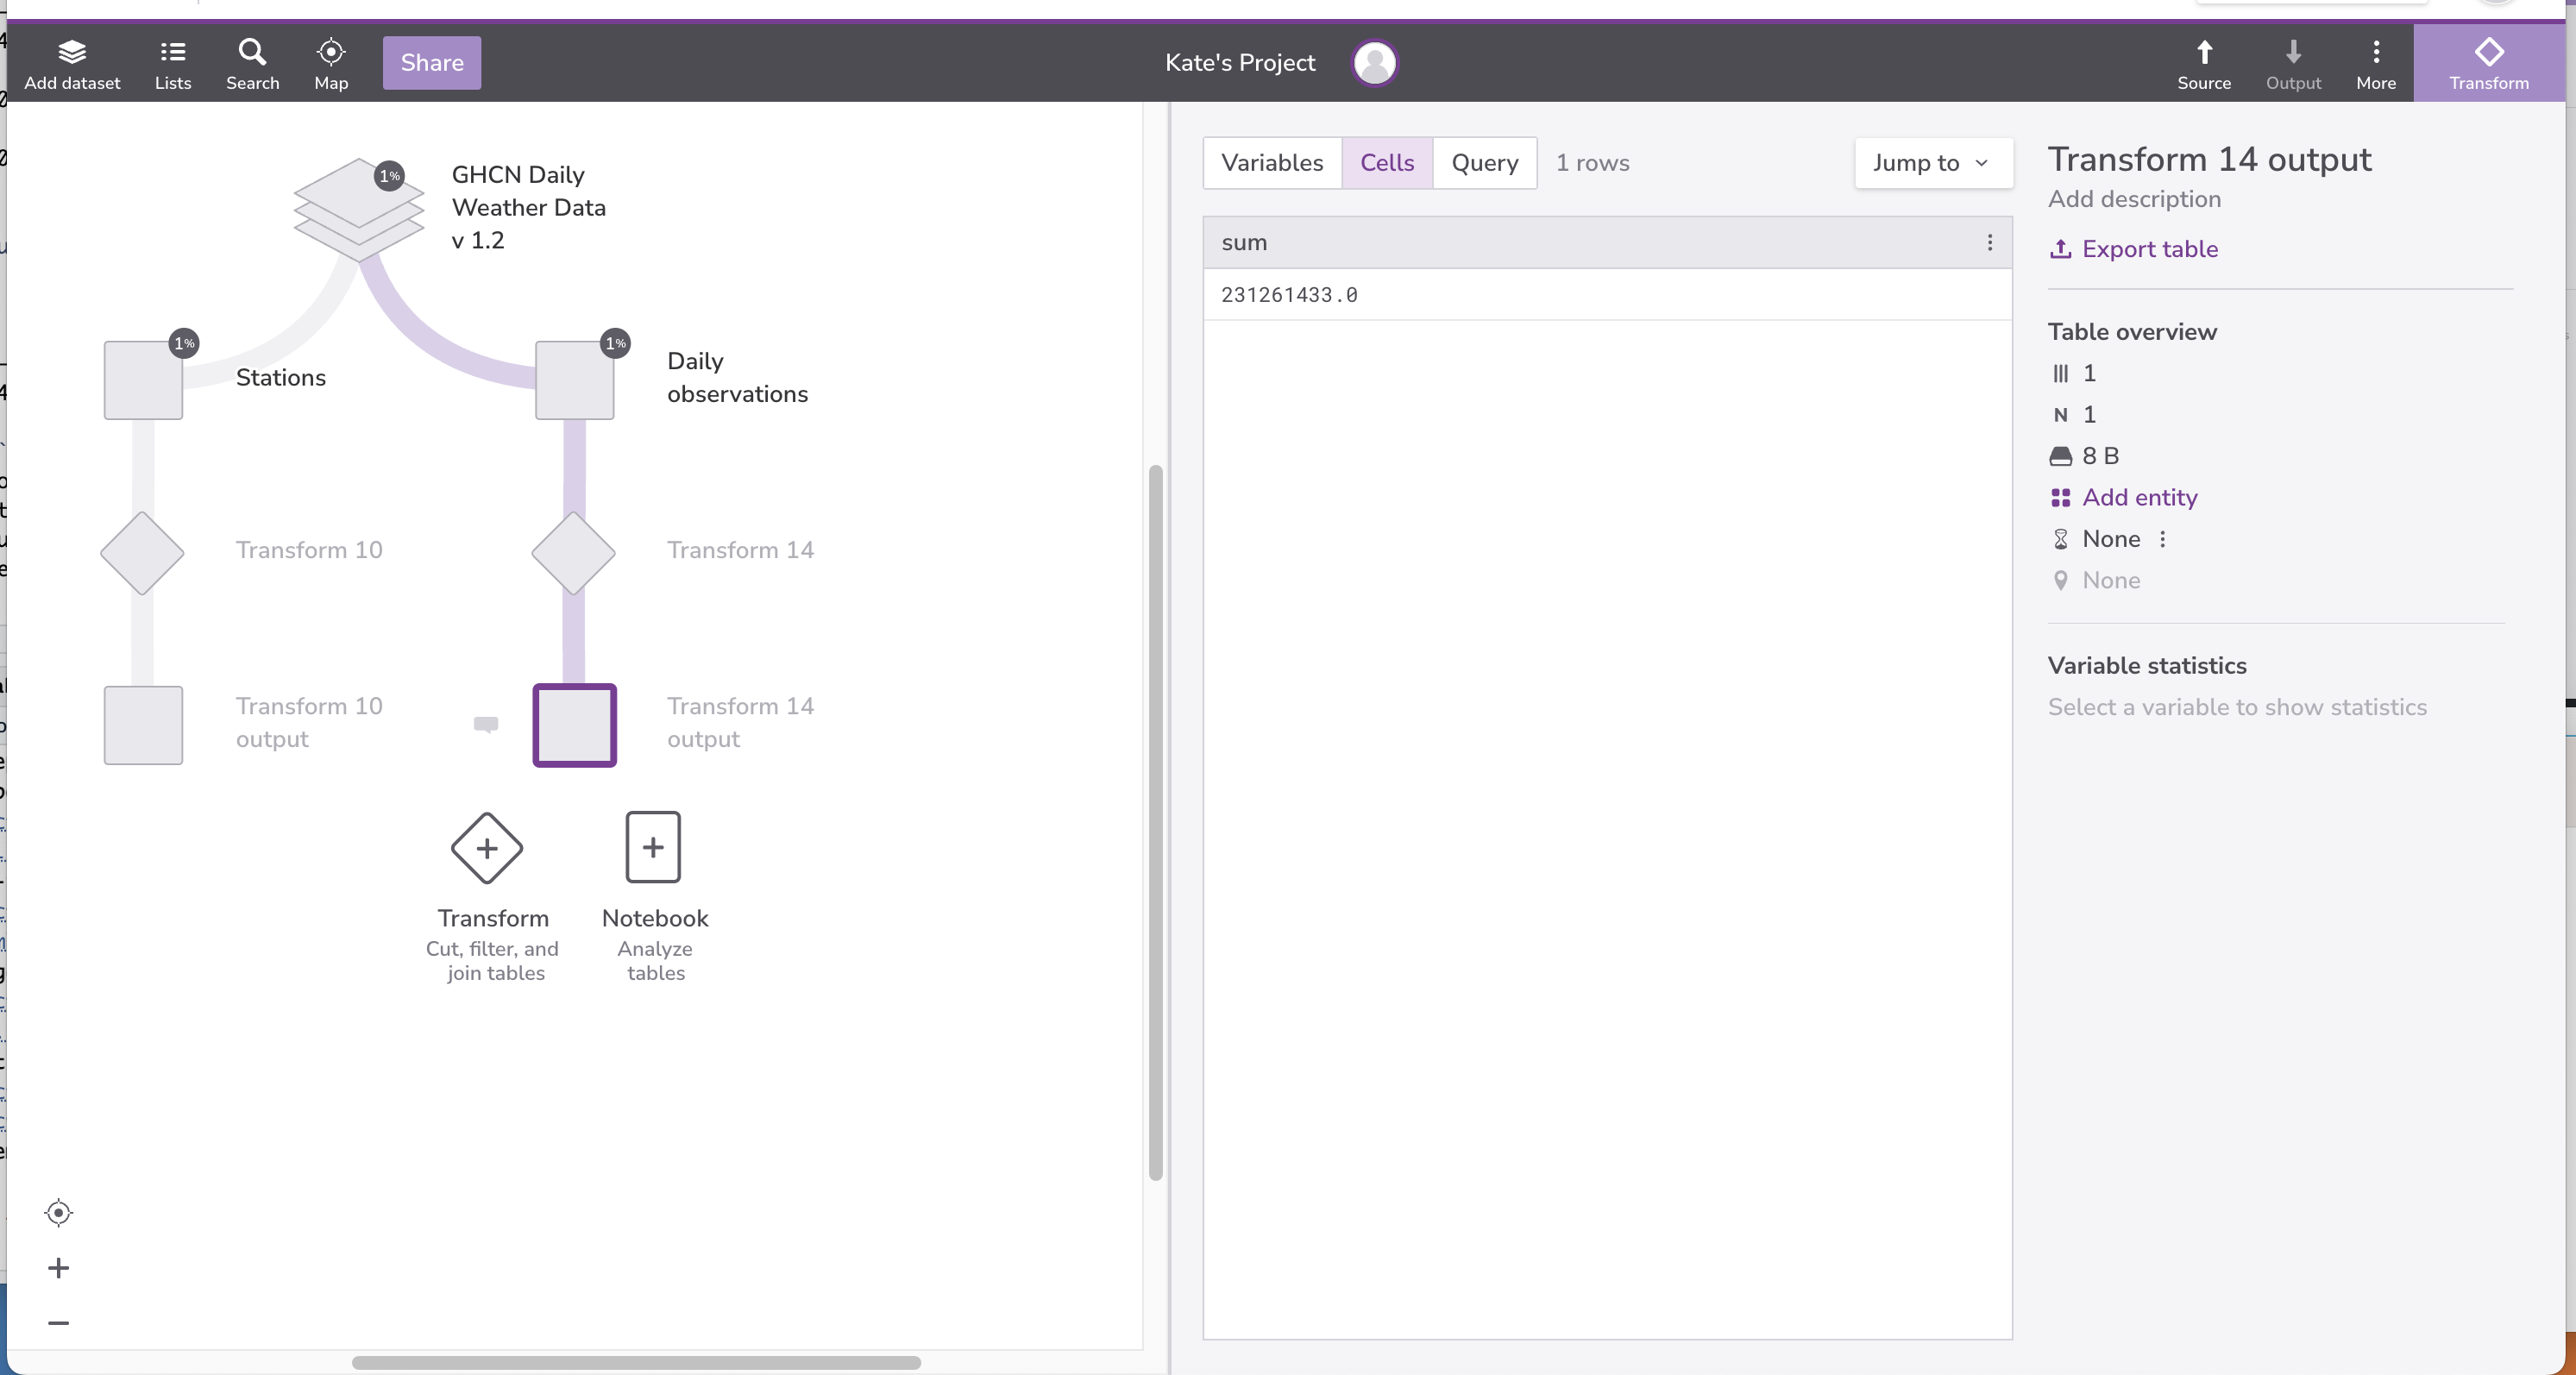 Add dataset
Lists
Search
Map
Share
Kate's Project
Source
Output
More
Transform
1%
GHCN Daily
Weather Data
v 1.2
1%
Stations
1%
Daily
observations
Transform 10
Transform 14
Transform 10
output
Transform 14
output
Transform
Cut, filter, and
join tables
Notebook
Analyze
tables
Variables
Cells
Query
1 rows
Jump to
sum
231261433.0
Transform 14 output
Add description
Export table
Table overview
1
N 1
8 B
Add entity
None
None
Variable statistics
Select a variable to show statistics